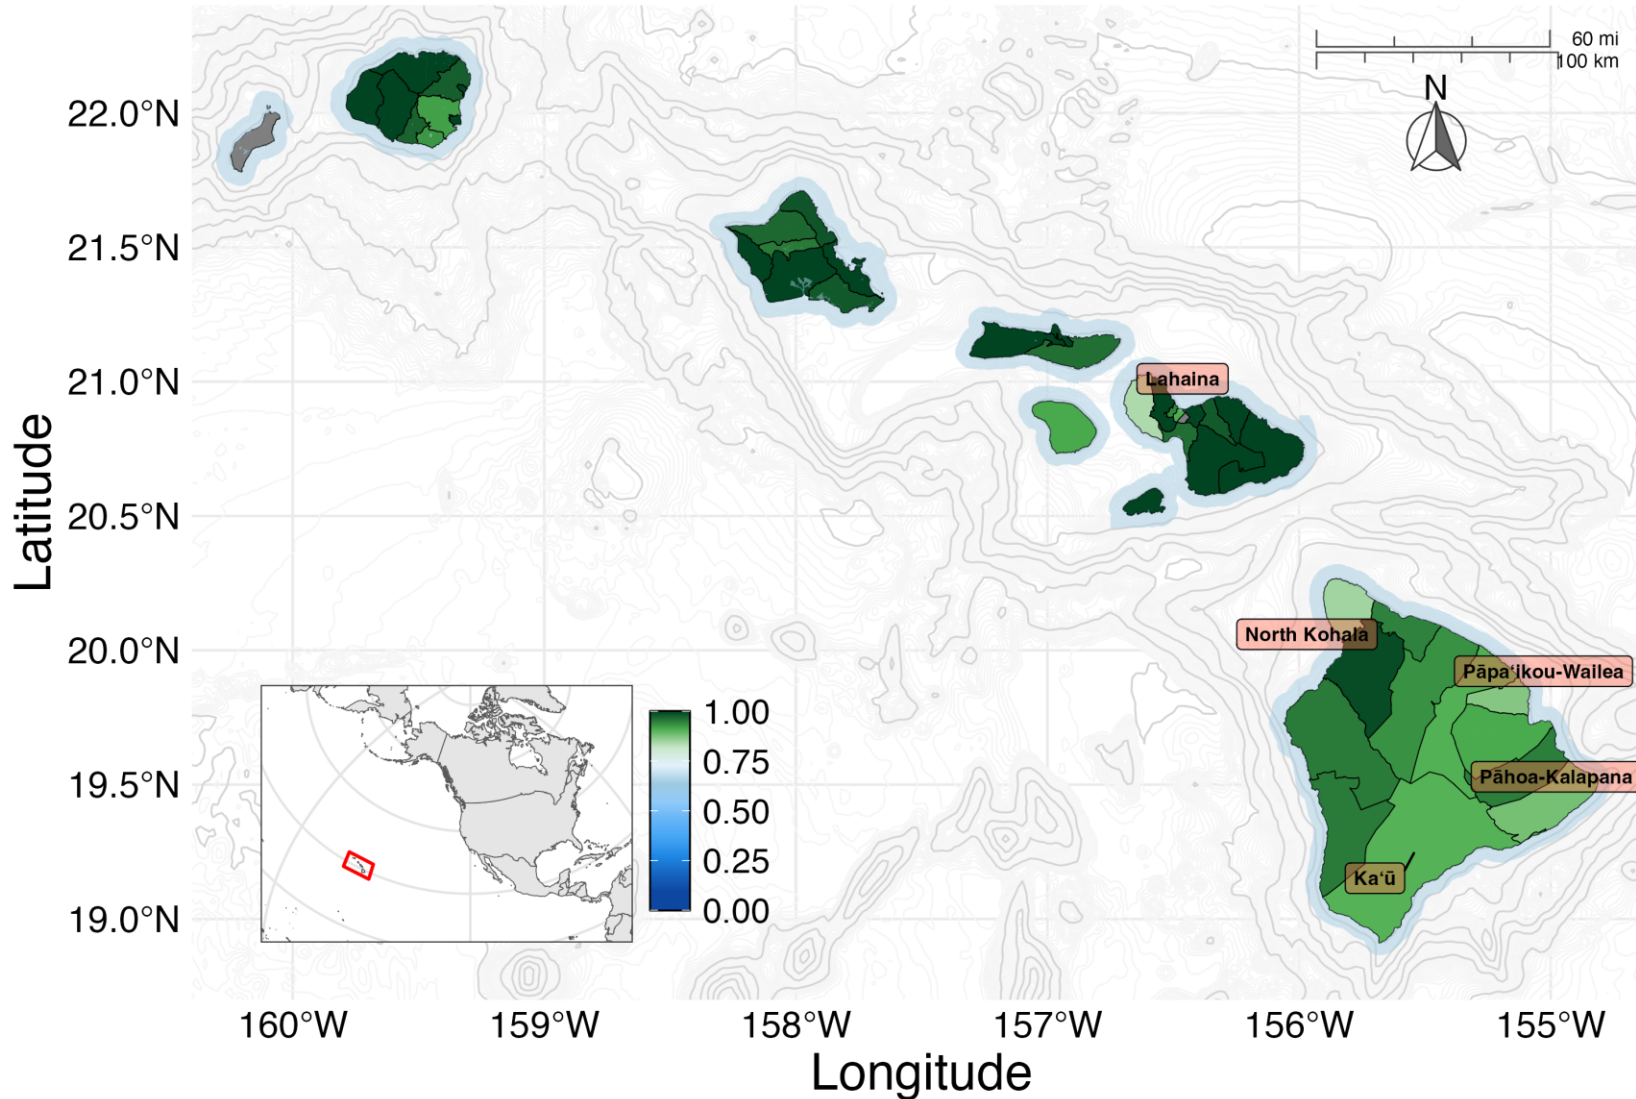 60 mi
100 km
N
22.0°N
21.5°N
21.0°N
20.5°N
20.0°N
19.5°N
19.0°N
Latitude
Lahaina
North Kohala
Pāpaʻikou-Wailea
Pāhoa-Kalapana
Kaʻū
1.00
0.75
0.50
0.25
0.00
160°W
159°W
158°W
157°W
156°W
155°W
Longitude